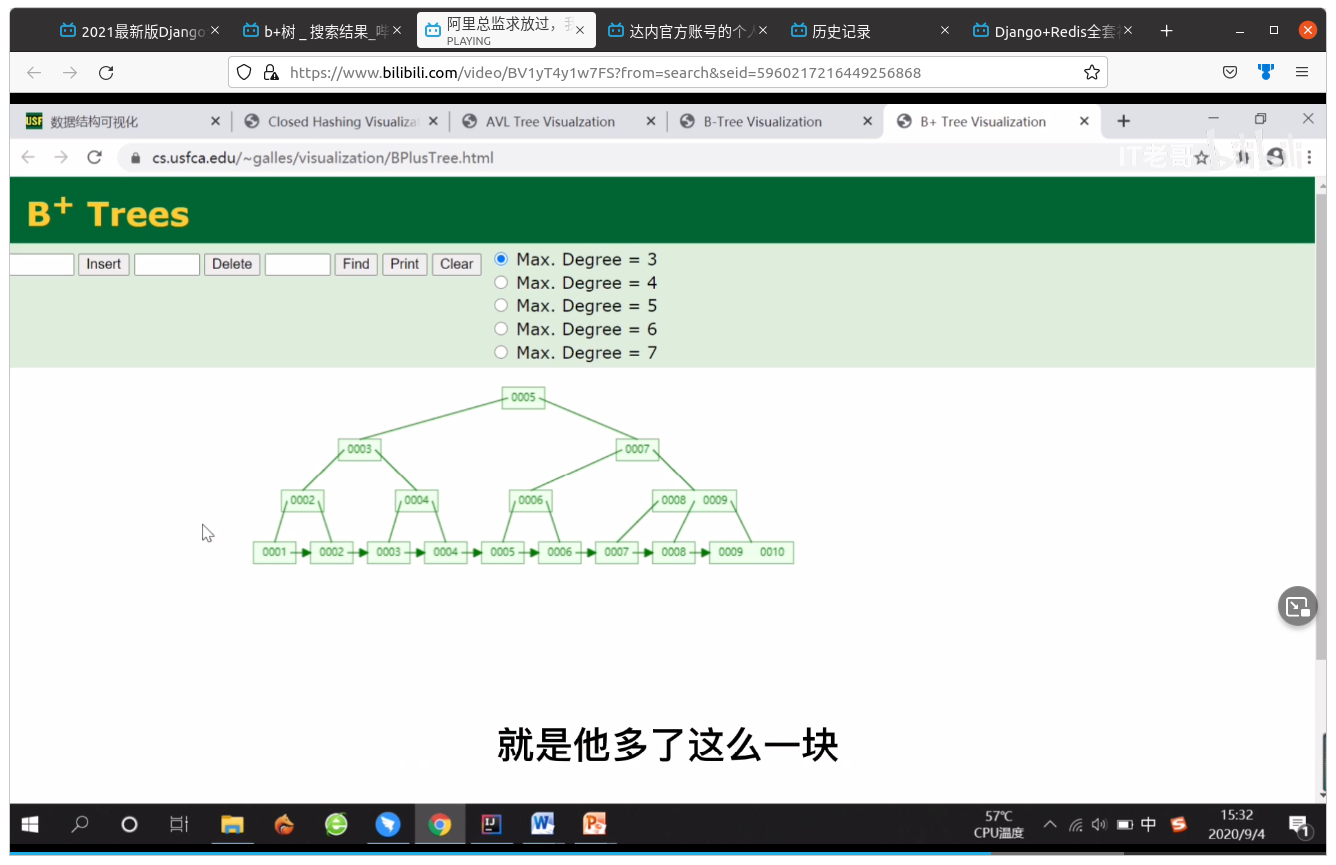 2021最新版Django
b+树_搜索结果_哔
阿里总监求放过，我
PLAYING
达内官方账号的个人
历史记录
Django+Redis全套
https://www.bilibili.com/video/BV1yT4y1w7FS?from=search&seid=5960217216449256868
USF 数据结构可视化
Closed Hashing Visualiza
AVL Tree Visualzation
B-Tree Visualization
B+ Tree Visualization
cs.usfca.edu/~galles/visualization/BPlusTree.html
IT老哥 bilibili
B+ Trees
Insert Delete Find Print Clear
Max. Degree = 3
Max. Degree = 4
Max. Degree = 5
Max. Degree = 6
Max. Degree = 7
0005
0003 0007
0002 0004 0006 0008 0009
0001 0002 0003 0004 0005 0006 0007 0008 0009 0010
就是他多了这么一块
57℃
CPU温度
中
15:32
2020/9/4
1